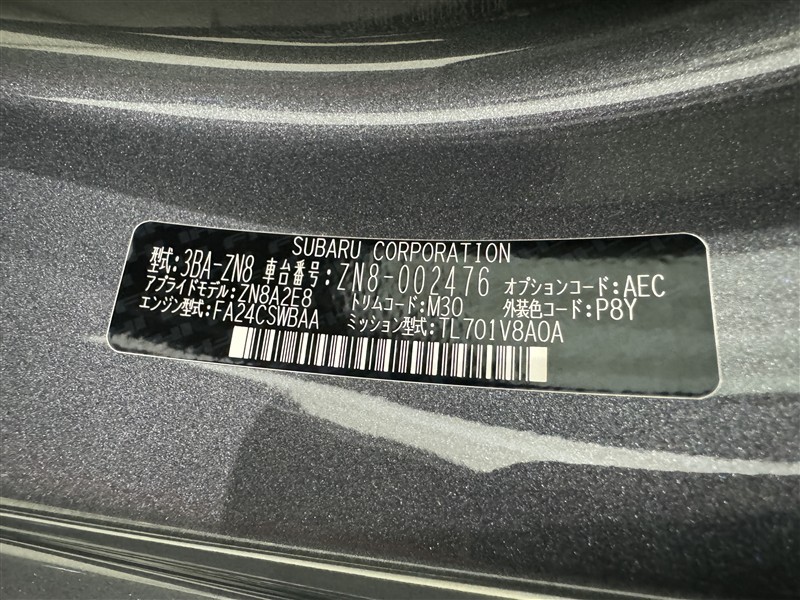 SUBARU CORPORATION
型式:3BA-ZN8 車台番号:ZN8-002476 オプションコード:AEC
アプライドモデル:ZN8A2E8 トリムコード:M30 外装色コード:P8Y
エンジン型式:FA24CSWBAA ミッション型式:TL701V8A0A